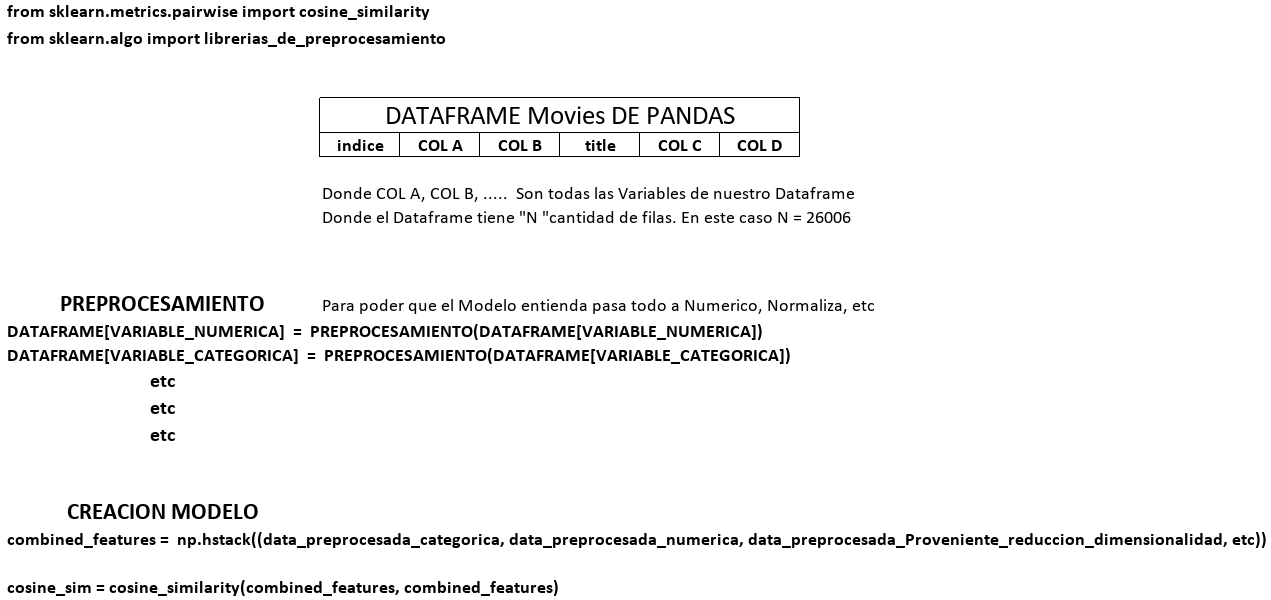 from sklearn.metrics.pairwise import cosine_similarity
from sklearn.algo import librerias_de_preprocesamiento
DATAFRAME Movies DE PANDAS
indice COL A COL B title COL C COL D
Donde COL A, COL B, ..... Son todas las Variables de nuestro Dataframe
Donde el Dataframe tiene "N "cantidad de filas. En este caso N = 26006
PREPROCESAMIENTO Para poder que el Modelo entienda pasa todo a Numerico, Normaliza, etc
DATAFRAME[VARIABLE_NUMERICA] = PREPROCESAMIENTO(DATAFRAME[VARIABLE_NUMERICA])
DATAFRAME[VARIABLE_CATEGORICA] = PREPROCESAMIENTO(DATAFRAME[VARIABLE_CATEGORICA])
etc
etc
etc
CREACION MODELO
combined_features = np.hstack((data_preprocesada_categorica, data_preprocesada_numerica, data_preprocesada_Proveniente_reduccion_dimensionalidad, etc))
cosine_sim = cosine_similarity(combined_features, combined_features)